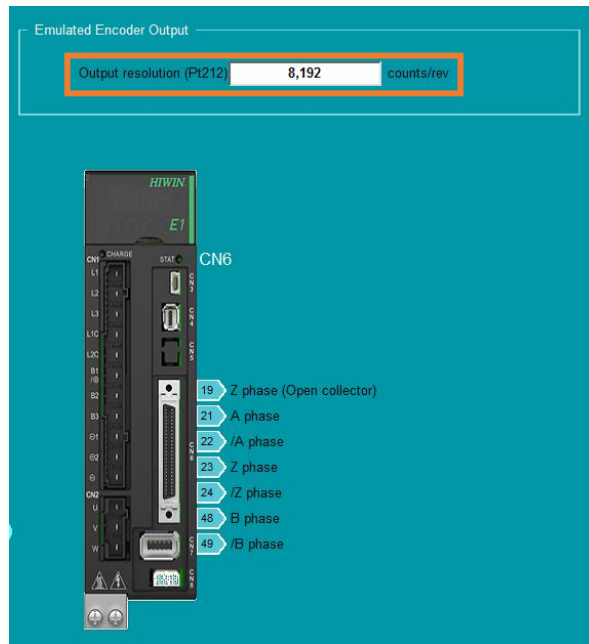 Emulated Encoder Output
Output resolution (Pt212) 8,192 counts/rev
HIWIN.
E1
CN1 CHARGE STAT CN6
L1
L2
L3
L1C
L2C
B1
/⊕
B2
B3
⊖1
⊖2
⊖
CN2
U
V
W
CN3
CN4
CN5
CN6
CN7
CN8
19 Z phase (Open collector)
21 A phase
22 /A phase
23 Z phase
24 /Z phase
48 B phase
49 /B phase